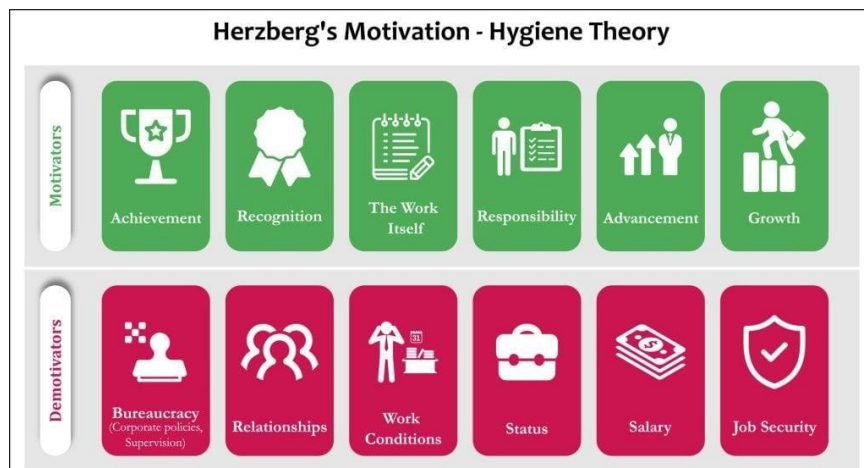 Herzberg's Motivation - Hygiene Theory
Motivators
Achievement
Recognition
The Work
Itself
Responsibility
Advancement
Growth
Demotivators
Bureaucracy
(Corporate policies,
Supervision)
Relationships
31
Work
Conditions
Status
$
Salary
Job Security